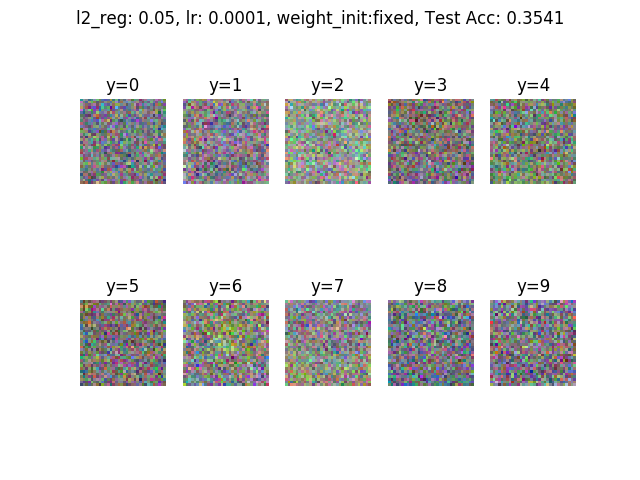 l2_reg: 0.05, lr: 0.0001, weight_init:fixed, Test Acc: 0.3541
y=0 y=1 y=2 y=3 y=4
y=5 y=6 y=7 y=8 y=9